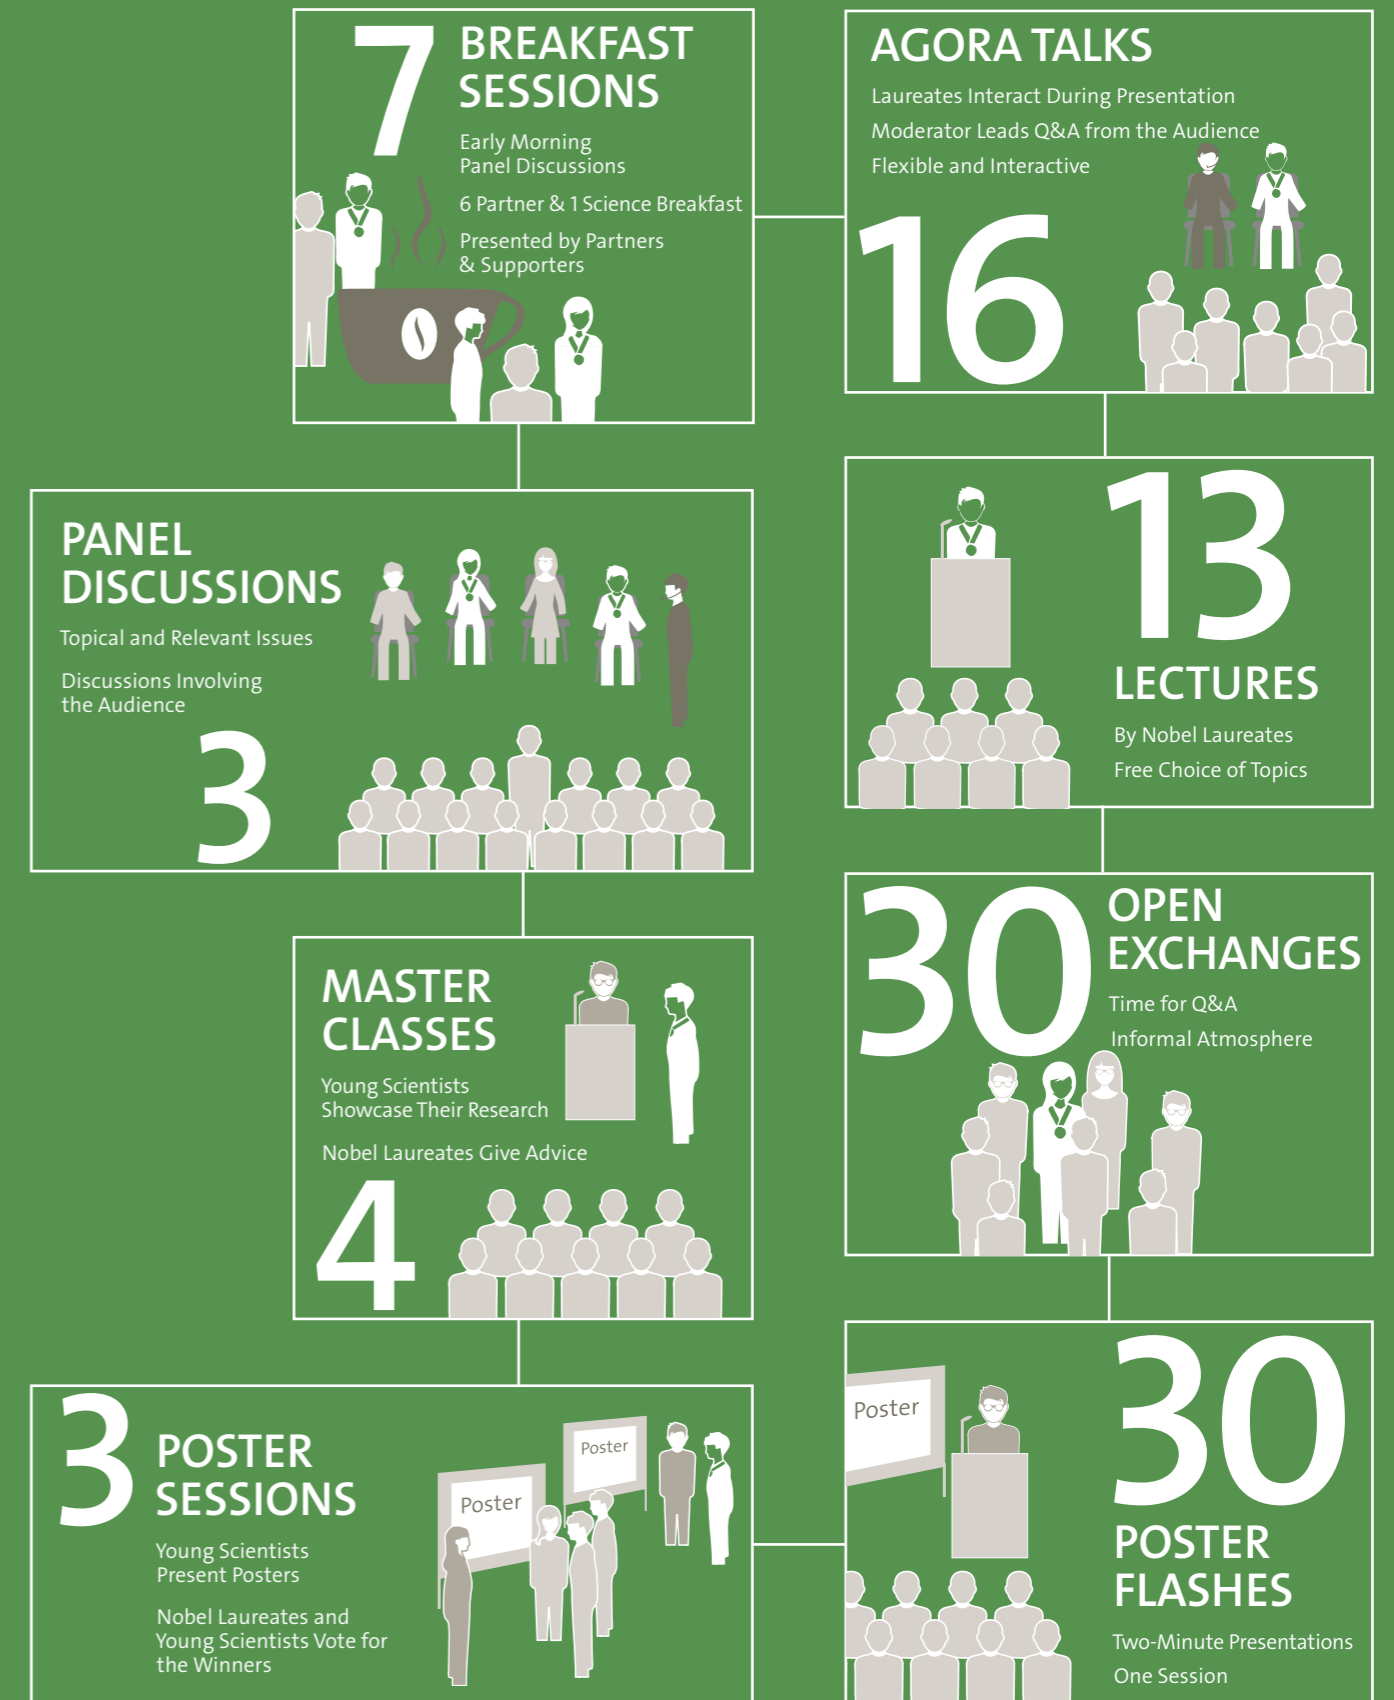 7
BREAKFAST
SESSIONS
Early Morning
Panel Discussions
6 Partner & 1 Science Breakfast
Presented by Partners
& Supporters
AGORA TALKS
Laureates Interact During Presentation
Moderator Leads Q&A from the Audience
Flexible and Interactive
16
PANEL
DISCUSSIONS
Topical and Relevant Issues
Discussions Involving
the Audience
3
13
LECTURES
By Nobel Laureates
Free Choice of Topics
MASTER
CLASSES
Young Scientists
Showcase Their Research
Nobel Laureates Give Advice
4
30
OPEN
EXCHANGES
Time for Q&A
Informal Atmosphere
3
POSTER
SESSIONS
Young Scientists
Present Posters
Nobel Laureates and
Young Scientists Vote for
the Winners
Poster
Poster
Poster
30
POSTER
FLASHES
Two-Minute Presentations
One Session